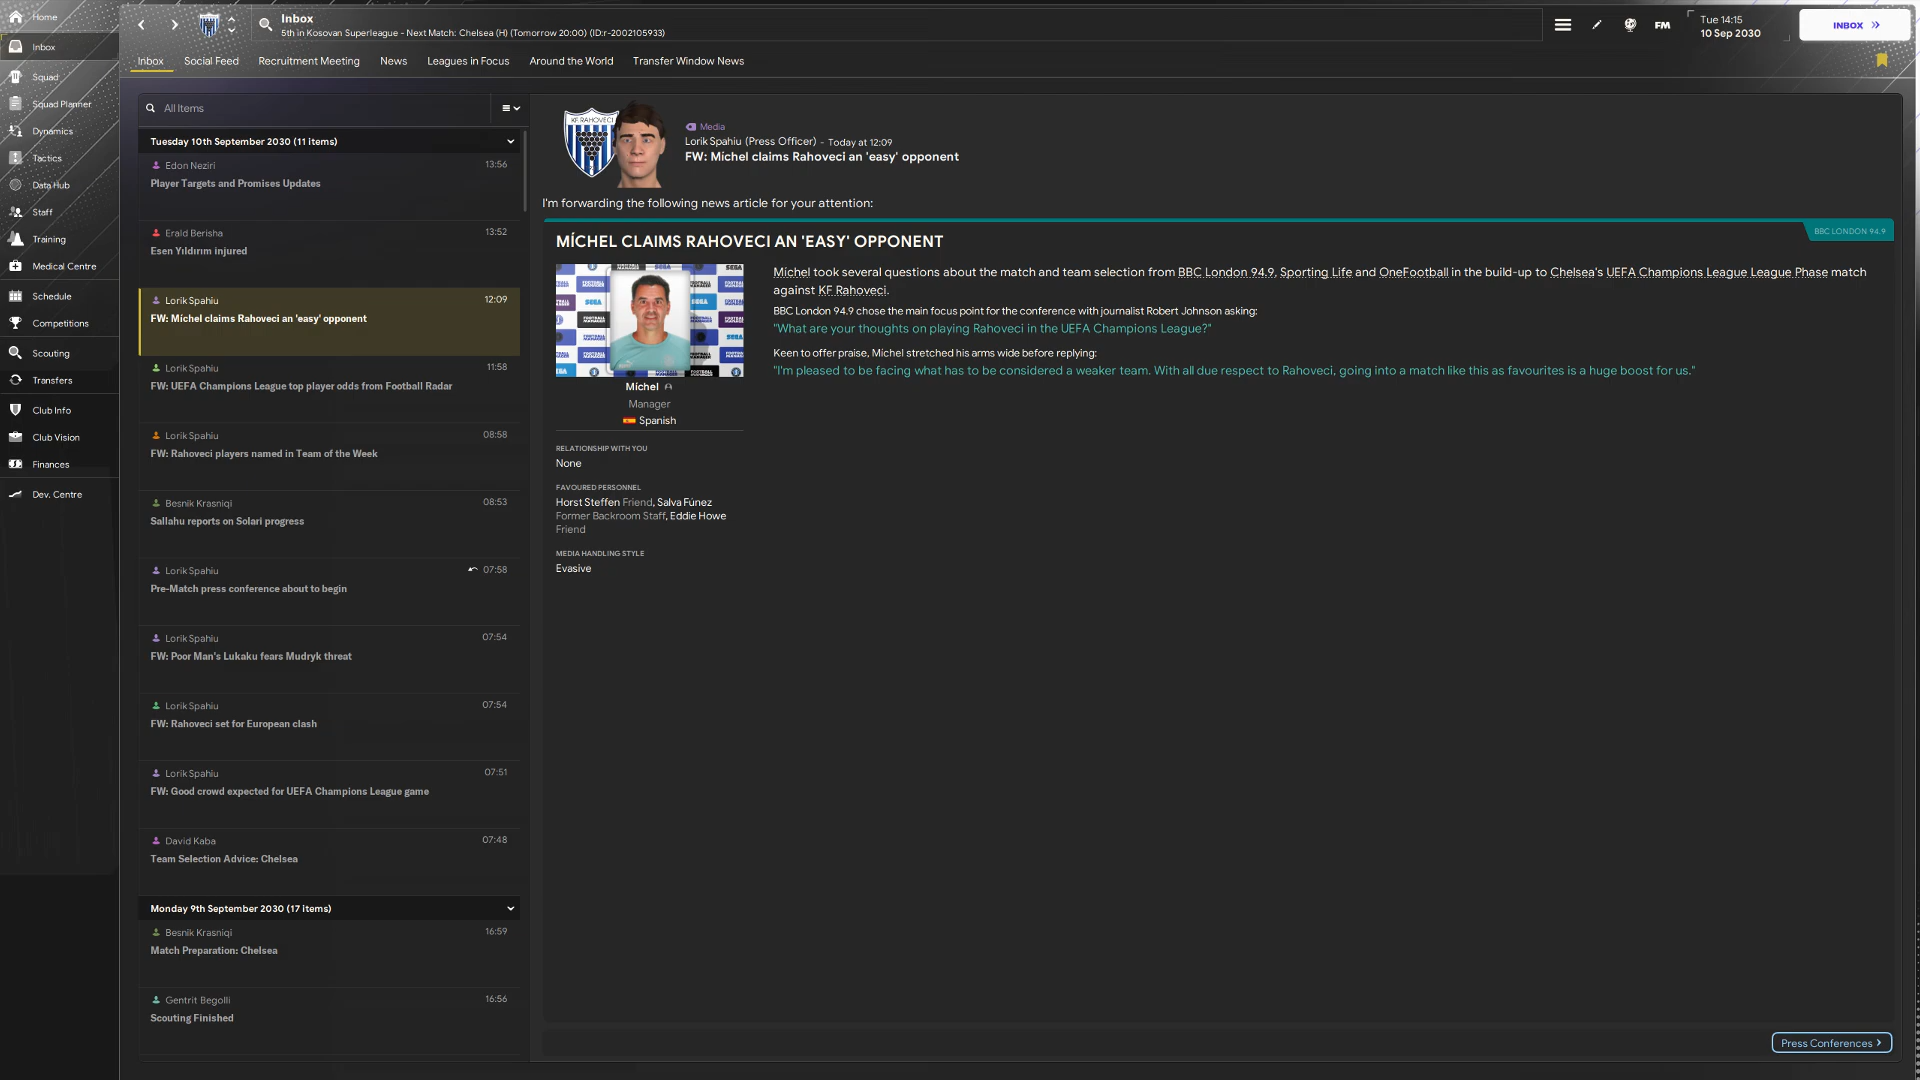 Home
Inbox
Squad
Squad Planner
Dynamics
Tactics
Data Hub
Staff
Training
Medical Centre
Schedule
Competitions
Scouting
Transfers
Club Info
Club Vision
Finances
Dev. Centre
Inbox
5th in Kosovan Superleague - Next Match: Chelsea (H) (Tomorrow 20:00) (ID:r-2002105933)
FM
Tue 14:15
10 Sep 2030
INBOX
Inbox
Social Feed
Recruitment Meeting
News
Leagues in Focus
Around the World
Transfer Window News
All Items
Tuesday 10th September 2030 (11 items)
Edon Neziri 13:56
Player Targets and Promises Updates
Erald Berisha 13:52
Esen Yıldırım injured
Lorik Spahiu 12:09
FW: Míchel claims Rahoveci an 'easy' opponent
Lorik Spahiu 11:58
FW: UEFA Champions League top player odds from Football Radar
Lorik Spahiu 08:58
FW: Rahoveci players named in Team of the Week
Besnik Krasniqi 08:53
Sallahu reports on Solari progress
Lorik Spahiu 07:58
Pre-Match press conference about to begin
Lorik Spahiu 07:54
FW: Poor Man's Lukaku fears Mudryk threat
Lorik Spahiu 07:54
FW: Rahoveci set for European clash
Lorik Spahiu 07:51
FW: Good crowd expected for UEFA Champions League game
David Kaba 07:48
Team Selection Advice: Chelsea
Monday 9th September 2030 (17 items)
Besnik Krasniqi 16:59
Match Preparation: Chelsea
Gentrit Begolli 16:56
Scouting Finished
KF RAHOVECI
Media
Lorik Spahiu (Press Officer) - Today at 12:09
FW: Míchel claims Rahoveci an 'easy' opponent
I'm forwarding the following news article for your attention:
BBC LONDON 94.9
MÍCHEL CLAIMS RAHOVECI AN 'EASY' OPPONENT
SEGA
FOOTBALL MANAGER
Míchel
Manager
Spanish
RELATIONSHIP WITH YOU
None
FAVOURED PERSONNEL
Horst Steffen Friend, Salva Fúnez
Former Backroom Staff, Eddie Howe
Friend
MEDIA HANDLING STYLE
Evasive
Míchel took several questions about the match and team selection from BBC London 94.9, Sporting Life and OneFootball in the build-up to Chelsea's UEFA Champions League League Phase match
against KF Rahoveci.
BBC London 94.9 chose the main focus point for the conference with journalist Robert Johnson asking:
"What are your thoughts on playing Rahoveci in the UEFA Champions League?"
Keen to offer praise, Míchel stretched his arms wide before replying:
"I'm pleased to be facing what has to be considered a weaker team. With all due respect to Rahoveci, going into a match like this as favourites is a huge boost for us."
Press Conferences